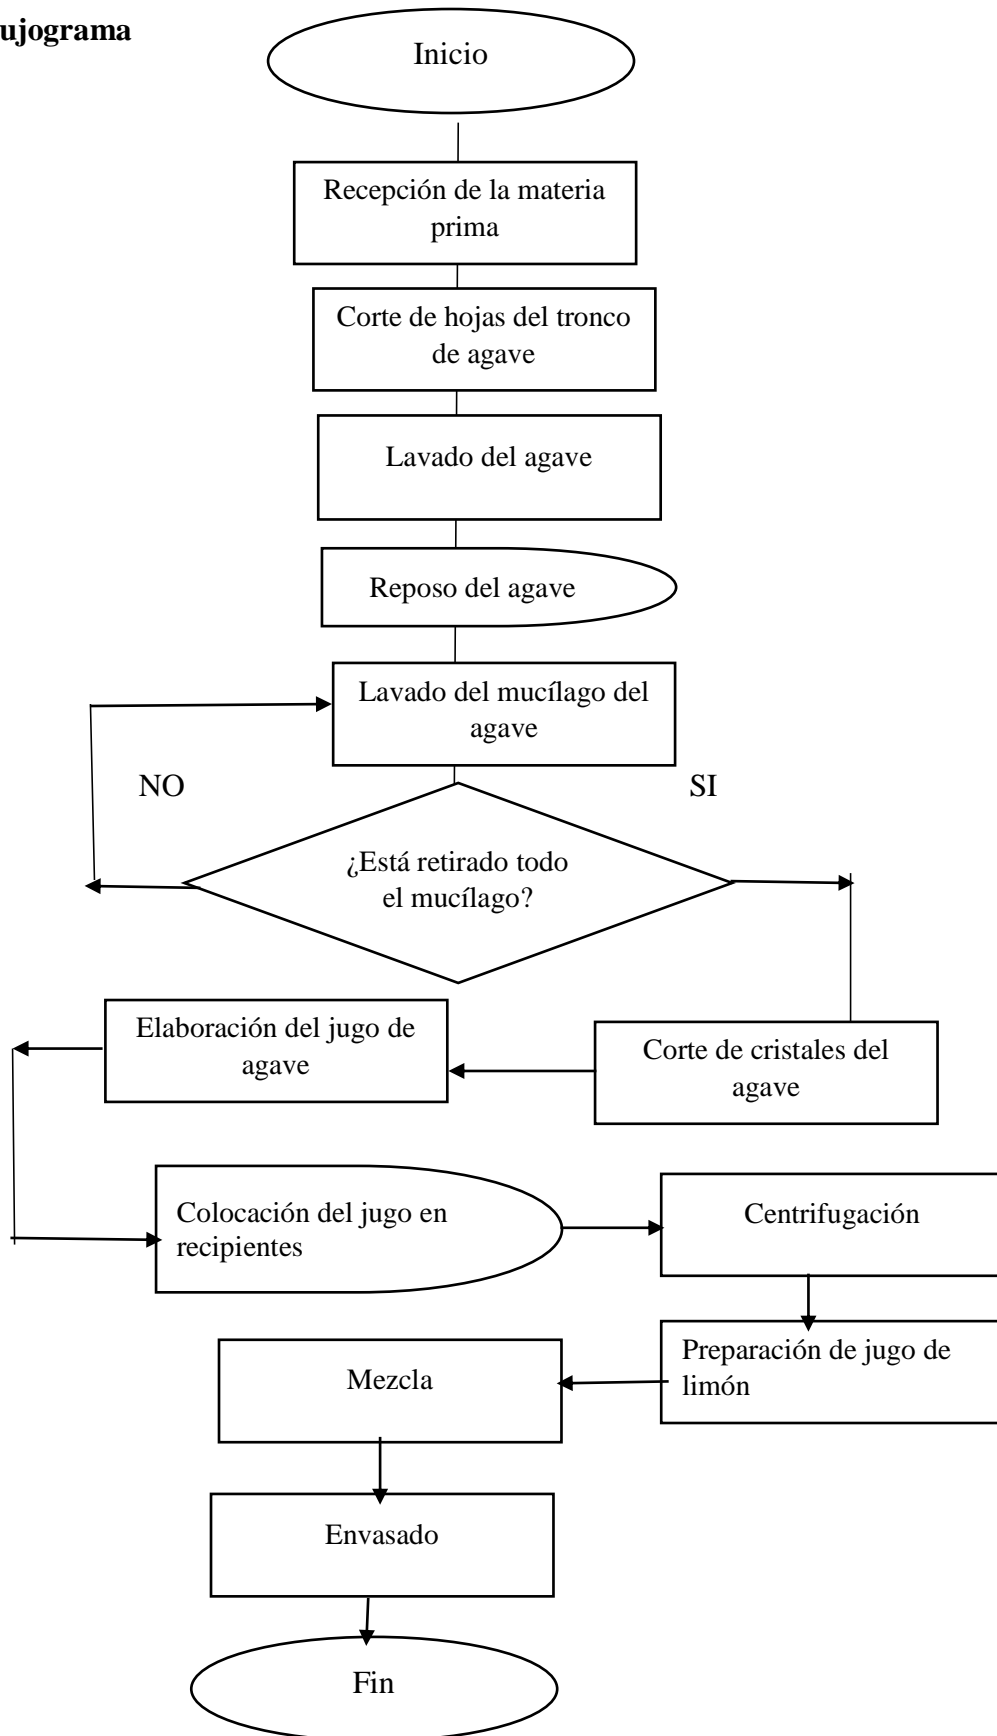 ujograma
Inicio
Recepción de la materia
prima
Corte de hojas del tronco
de agave
Lavado del agave
Reposo del agave
Lavado del mucílago del
agave
NO
SI
¿Está retirado todo
el mucílago?
Elaboración del jugo de
agave
Corte de cristales del
agave
Colocación del jugo en
recipientes
Centrifugación
Preparación de jugo de
limón
Mezcla
Envasado
Fin